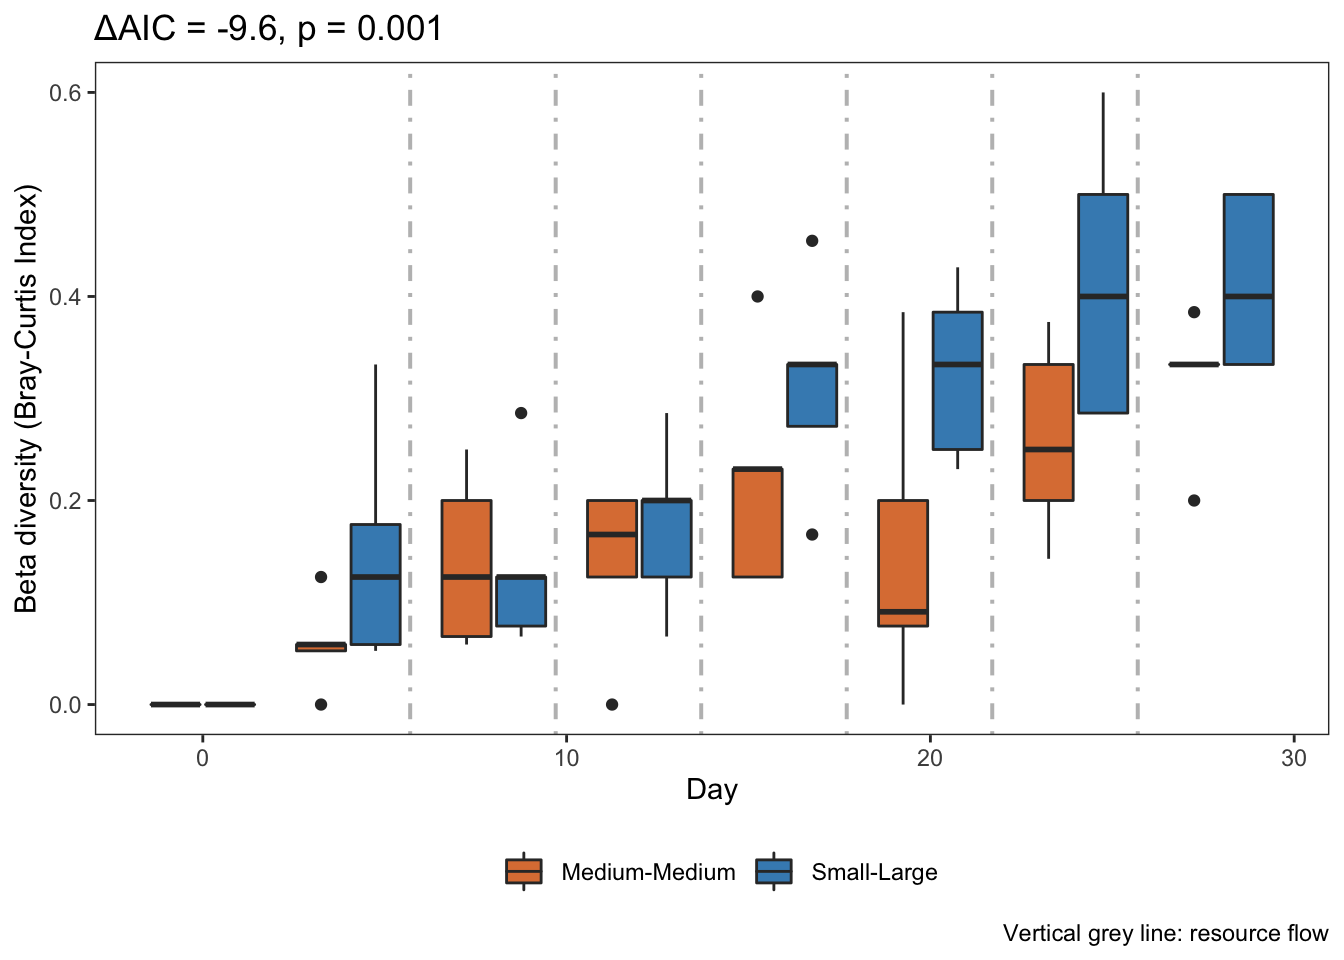 ΔAIC = -9.6, p = 0.001
Beta diversity (Bray-Curtis Index)
0.6
0.4
0.2
0.0
0 10 20 30
Day
Medium-Medium Small-Large
Vertical grey line: resource flow